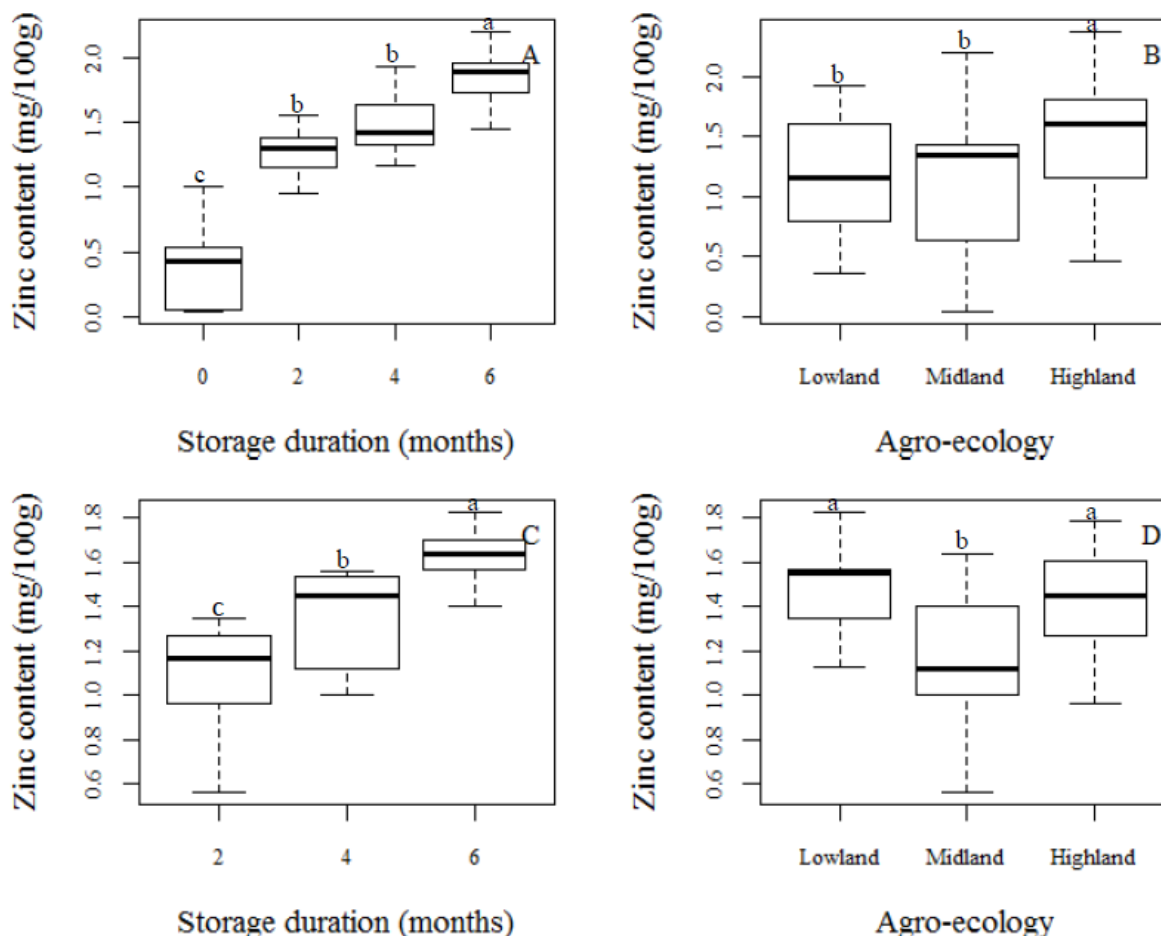 Zinc content (mg/100g)
0.0 0.5 1.0 1.5 2.0
c b b a
A
0 2 4 6
Storage duration (months)
Zinc content (mg/100g)
0.0 0.5 1.0 1.5 2.0
b b a
B
Lowland Midland Highland
Agro-ecology
Zinc content (mg/100g)
0.6 0.8 1.0 1.2 1.4 1.6 1.8
c b a
C
2 4 6
Storage duration (months)
Zinc content (mg/100g)
0.6 0.8 1.0 1.2 1.4 1.6 1.8
a b a
D
Lowland Midland Highland
Agro-ecology